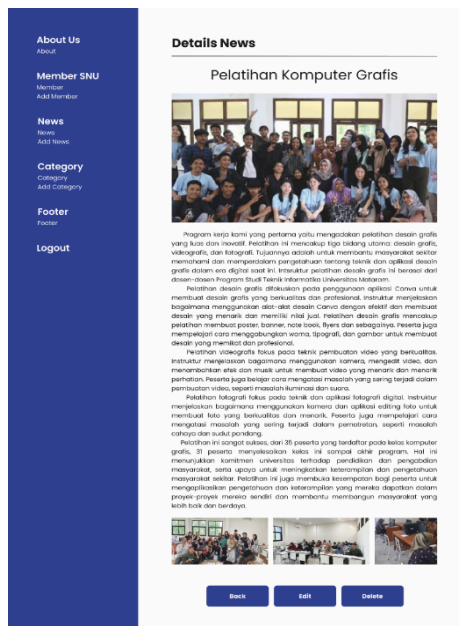 About Us
About
Member SNU
Member
Add Member
News
News
Add News
Category
Category
Add Category
Footer
Footer
Logout
Details News
Pelatihan Komputer Grafis
Program kerja kami yang pertama yaitu mengadakan pelatihan desain grafis
yang luas dan inovatif. Pelatihan ini mencakup tiga bidang utama: desain grafis,
videografis, dan fotografi. Tujuannya adalah untuk membantu masyarakat sekitar
memahami dan memperdalam pengetahuan tentang teknik dan aplikasi desain
grafis dalam era digital saat ini. Intsruktur pelatihan desain grafis ini berasal dari
dosen-dosen Program Studi Teknik Informatika Universitas Mataram.
Pelatihan desain grafis difokuskan pada penggunaan aplikasi Canva untuk
membuat desain grafis yang berkualitas dan profesional. Instruktur menjelaskan
bagaimana menggunakan alat-alat desain Canva dengan efektif dan membuat
desain yang menarik dan memiliki nilai jual. Pelatihan desain grafis mencakup
pelatihan membuat poster, banner, note book, flyers dan sebagainya. Peserta juga
mempelajari cara menggabungkan warna, tipografi, dan gambar untuk membuat
desain yang memikat dan profesional.
Pelatihan videografis fokus pada teknik pembuatan video yang berkualitas.
Instruktur menjelaskan bagaimana menggunakan kamera, mengedit video, dan
menambahkan efek dan musik untuk membuat video yang menarik dan menarik
perhatian. Peserta juga belajar cara mengatasi masalah yang sering terjadi dalam
pembuatan video, seperti masalah iluminasi dan suara.
Pelatihan fotografi fokus pada teknik dan aplikasi fotografi digital. Instruktur
menjelaskan bagaimana menggunakan kamera dan aplikasi editing foto untuk
membuat foto yang berkualitas dan menarik. Peserta juga mempelajari cara
mengatasi masalah yang sering terjadi dalam pemotretan, seperti masalah
cahaya dan sudut pandang.
Pelatihan ini sangat sukses, dari 35 peserta yang terdaftar pada kelas komputer
grafis, 31 peserta menyelesaikan kelas ini sampai akhir program. Hal ini
menunjukkan komitmen universitas terhadap pendidikan dan pengabdian
masyarakat, serta upaya untuk meningkatkan keterampilan dan pengetahuan
masyarakat sekitar. Pelatihan ini juga membuka kesempatan bagi peserta untuk
mengaplikasikan pengetahuan dan keterampilan yang mereka dapatkan dalam
proyek-proyek mereka sendiri dan membantu membangun masyarakat yang
lebih baik dan berdaya.
Back
Edit
Delete